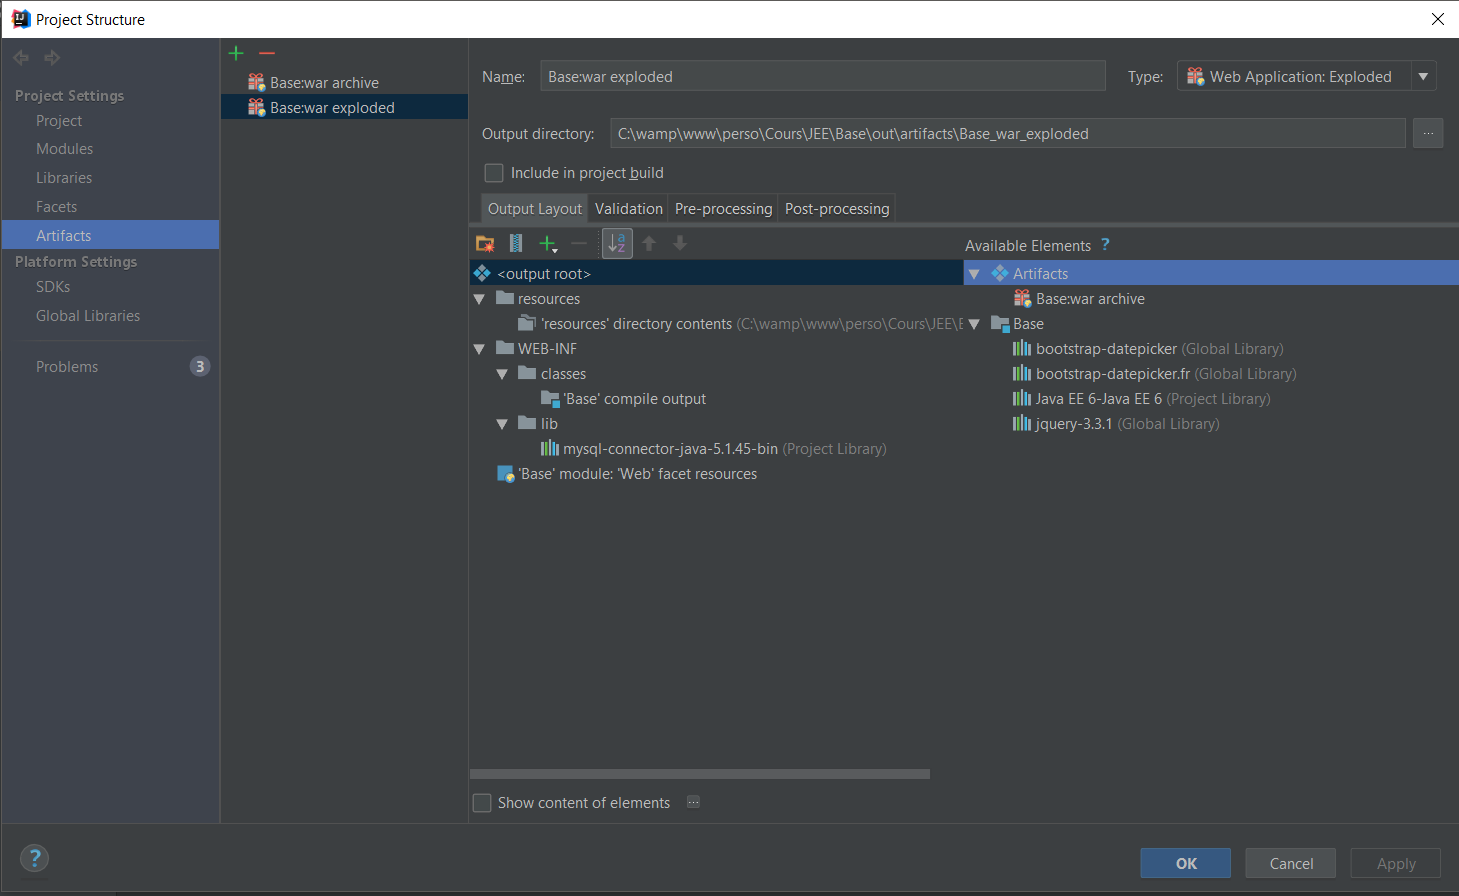 Project Structure
Project Settings
Project
Modules
Libraries
Facets
Artifacts
Platform Settings
SDKs
Global Libraries
Problems 3
Base:war archive
Base:war exploded
Name: Base:war exploded Type: Web Application: Exploded
Output directory: C:\wamp\www\perso\Cours\JEE\Base\out\artifacts\Base_war_exploded ...
Include in project build
Output Layout Validation Pre-processing Post-processing
Available Elements ?
<output root>
resources
'resources' directory contents (C:\wamp\www\perso\Cours\JEE\E
WEB-INF
classes
'Base' compile output
lib
mysql-connector-java-5.1.45-bin (Project Library)
'Base' module: 'Web' facet resources
Artifacts
Base:war archive
Base
bootstrap-datepicker (Global Library)
bootstrap-datepicker.fr (Global Library)
Java EE 6-Java EE 6 (Project Library)
jquery-3.3.1 (Global Library)
Show content of elements ...
? OK Cancel Apply